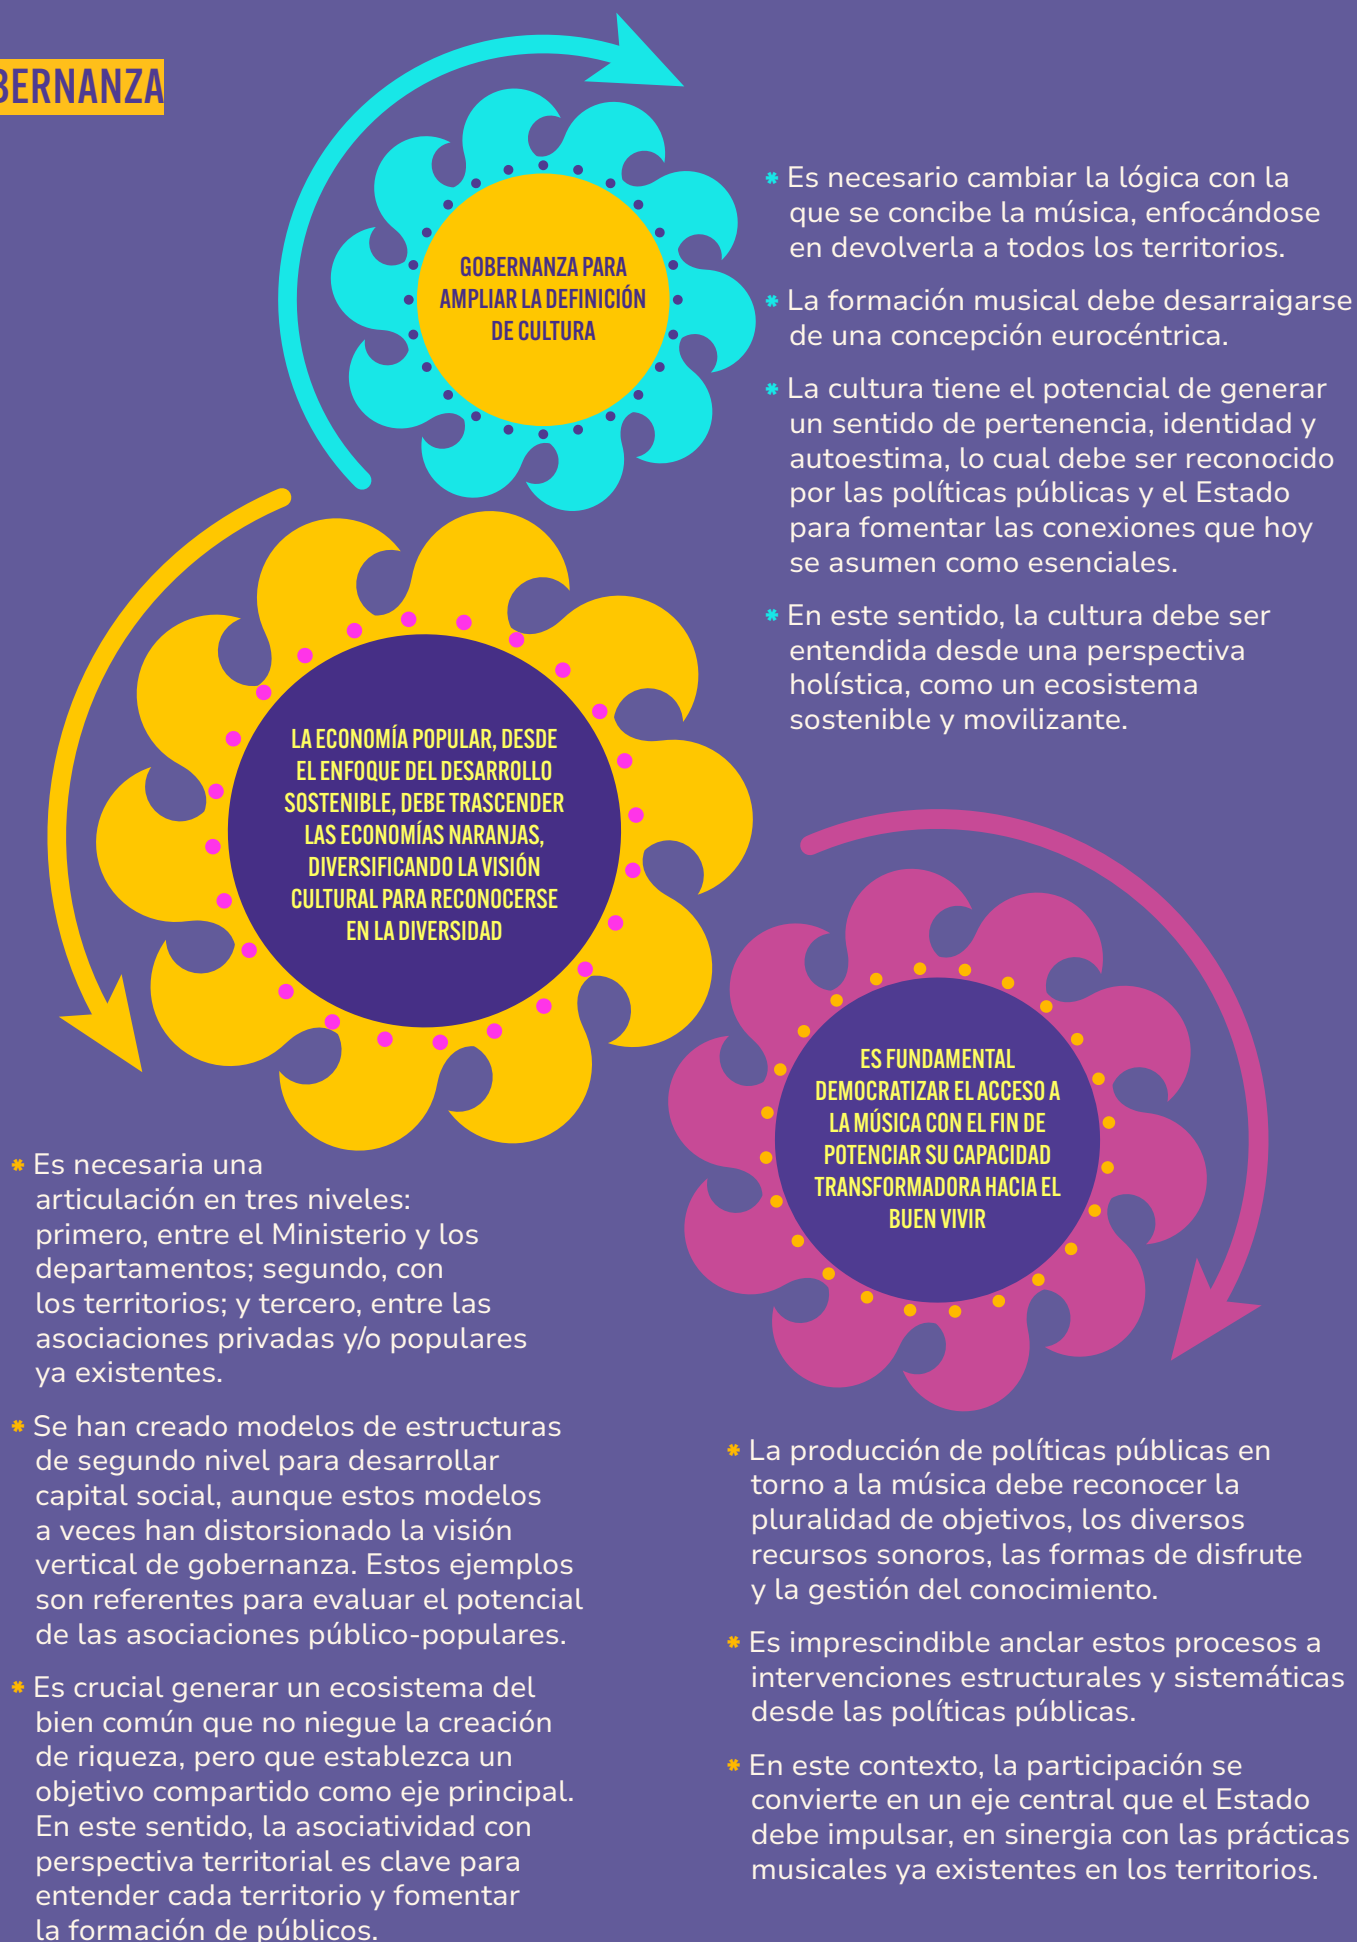 BERNANZA
GOBERNANZA PARA
AMPLIAR LA DEFINICIÓN
DE CULTURA
* Es necesario cambiar la lógica con la
que se concibe la música, enfocándose
en devolverla a todos los territorios.
* La formación musical debe desarraigarse
de una concepción eurocéntrica.
* La cultura tiene el potencial de generar
un sentido de pertenencia, identidad y
autoestima, lo cual debe ser reconocido
por las políticas públicas y el Estado
para fomentar las conexiones que hoy
se asumen como esenciales.
* En este sentido, la cultura debe ser
entendida desde una perspectiva
holística, como un ecosistema
sostenible y movilizante.
LA ECONOMÍA POPULAR, DESDE
EL ENFOQUE DEL DESARROLLO
SOSTENIBLE, DEBE TRASCENDER
LAS ECONOMÍAS NARANJAS,
DIVERSIFICANDO LA VISIÓN
CULTURAL PARA RECONOCERSE
EN LA DIVERSIDAD
* Es necesaria una
articulación en tres niveles:
primero, entre el Ministerio y los
departamentos; segundo, con
los territorios; y tercero, entre las
asociaciones privadas y/o populares
ya existentes.
* Se han creado modelos de estructuras
de segundo nivel para desarrollar
capital social, aunque estos modelos
a veces han distorsionado la visión
vertical de gobernanza. Estos ejemplos
son referentes para evaluar el potencial
de las asociaciones público-populares.
* Es crucial generar un ecosistema del
bien común que no niegue la creación
de riqueza, pero que establezca un
objetivo compartido como eje principal.
En este sentido, la asociatividad con
perspectiva territorial es clave para
entender cada territorio y fomentar
la formación de públicos.
ES FUNDAMENTAL
DEMOCRATIZAR EL ACCESO A
LA MÚSICA CON EL FIN DE
POTENCIAR SU CAPACIDAD
TRANSFORMADORA HACIA EL
BUEN VIVIR
* La producción de políticas públicas en
torno a la música debe reconocer la
pluralidad de objetivos, los diversos
recursos sonoros, las formas de disfrute
y la gestión del conocimiento.
* Es imprescindible anclar estos procesos a
intervenciones estructurales y sistemáticas
desde las políticas públicas.
* En este contexto, la participación se
convierte en un eje central que el Estado
debe impulsar, en sinergia con las prácticas
musicales ya existentes en los territorios.